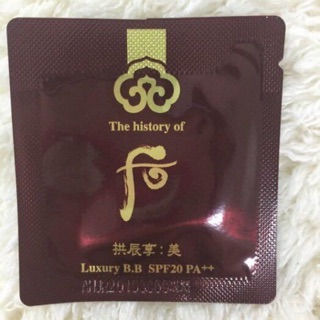 The history of
后
拱辰享:美
Luxury B.B SPF20 PA++